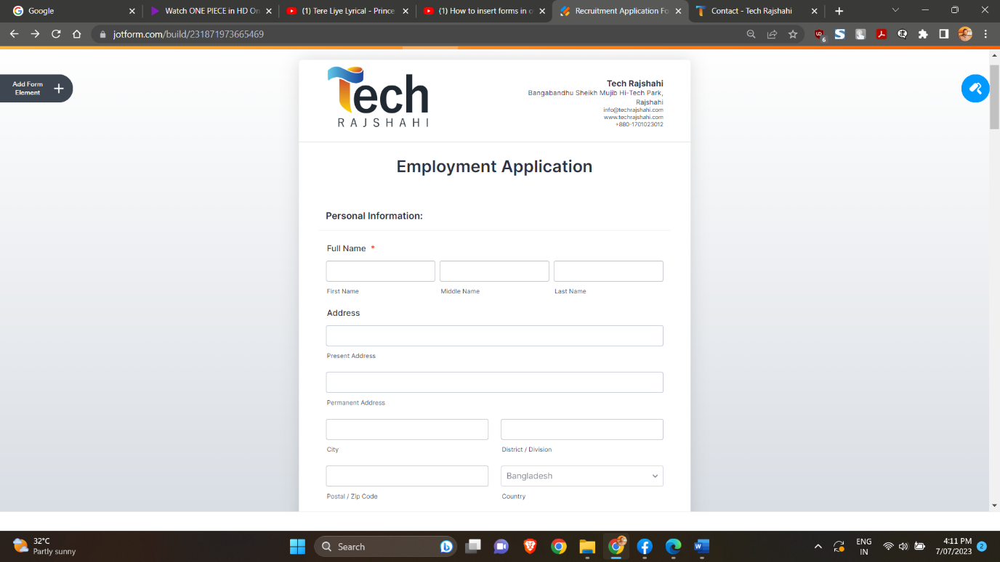 Google
Watch ONE PIECE in HD On
(1) Tere Liye Lyrical - Prince
(1) How to insert forms in o
Recruitment Application Fo
Contact - Tech Rajshahi
jotform.com/build/231871973665469
6
Add Form
Element
Tech
RAJSHAHI
Tech Rajshahi
Bangabandhu Sheikh Mujib Hi-Tech Park,
Rajshahi
info@techrajshahi.com
www.techrajshahi.com
+880-1701023012
Employment Application
Personal Information:
Full Name *
First Name Middle Name Last Name
Address
Present Address
Permanent Address
City District / Division
Bangladesh
Postal / Zip Code Country
32°C
Partly sunny
Search
ENG
IN
4:11 PM
7/07/2023
2